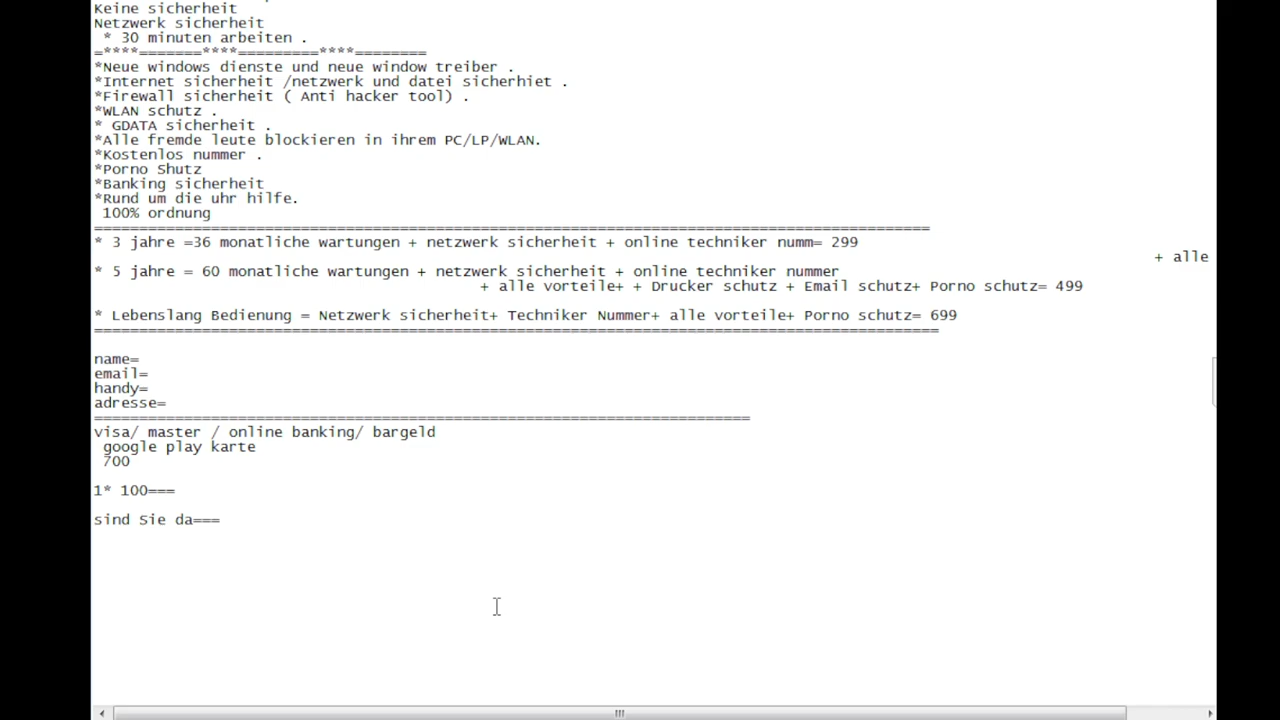 Keine sicherheit
Netzwerk sicherheit
* 30 minuten arbeiten .
=****=======****=========****========
*Neue windows dienste und neue window treiber .
*Internet sicherheit /netzwerk und datei sicherhiet .
*Firewall sicherheit ( Anti hacker tool) .
*WLAN schutz .
* GDATA sicherheit .
*Alle fremde leute blockieren in ihrem PC/LP/WLAN.
*Kostenlos nummer .
*Porno Shutz
*Banking sicherheit
*Rund um die uhr hilfe.
100% ordnung
=============================================================================================
* 3 jahre =36 monatliche wartungen + netzwerk sicherheit + online techniker numm= 299
+ alle
* 5 jahre = 60 monatliche wartungen + netzwerk sicherheit + online techniker nummer
+ alle vorteile+ + Drucker schutz + Email schutz+ Porno schutz= 499
* Lebenslang Bedienung = Netzwerk sicherheit+ Techniker Nummer+ alle vorteile+ Porno schutz= 699
==============================================================================================
name=
email=
handy=
adresse=
=========================================================================
visa/ master / online banking/ bargeld
google play karte
700
1* 100===
sind Sie da===